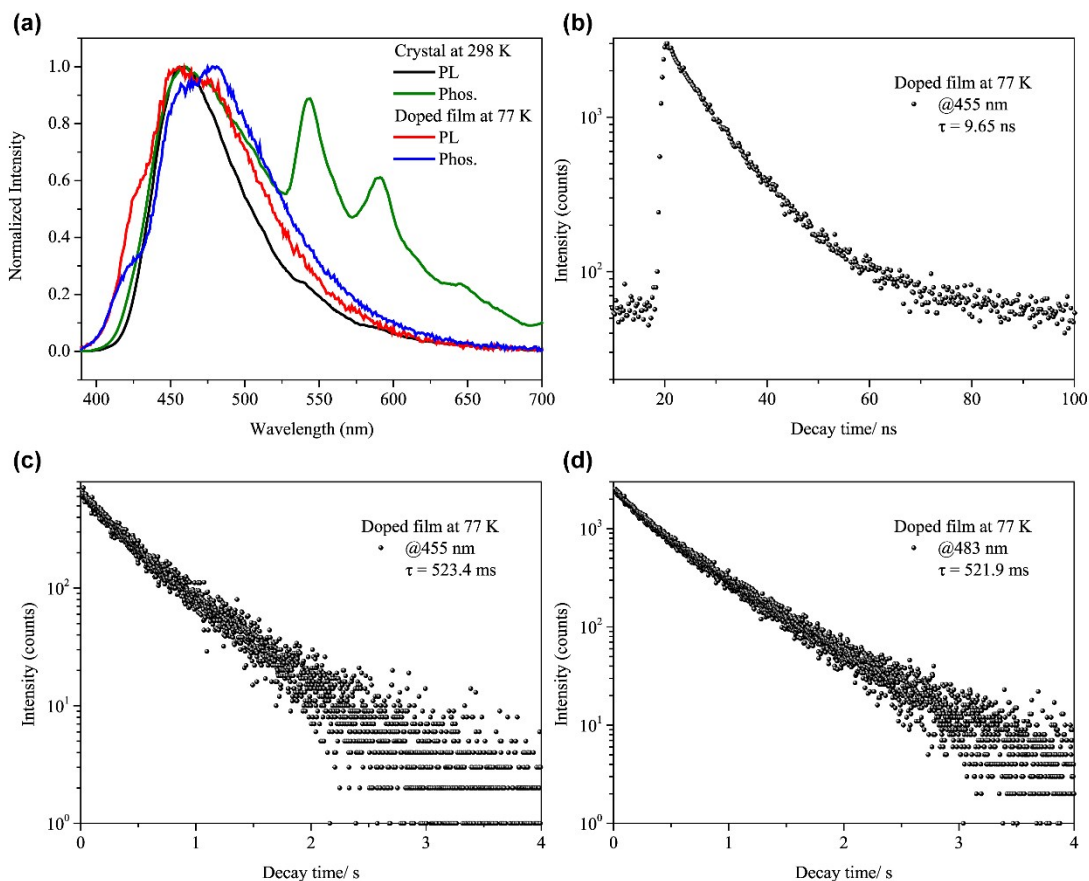 (a)
Normalized Intensity
1.0
0.8
0.6
0.4
0.2
0.0
Crystal at 298 K
PL
Phos.
Doped film at 77 K
PL
Phos.
400 450 500 550 600 650 700
Wavelength (nm)
(b)
Intensity (counts)
10³
10²
Doped film at 77 K
@455 nm
τ = 9.65 ns
20 40 60 80 100
Decay time/ ns
(c)
Intensity (counts)
10²
10¹
10⁰
Doped film at 77 K
@455 nm
τ = 523.4 ms
0 1 2 3 4
Decay time/ s
(d)
Intensity (counts)
10³
10²
10¹
10⁰
Doped film at 77 K
@483 nm
τ = 521.9 ms
0 1 2 3 4
Decay time/ s